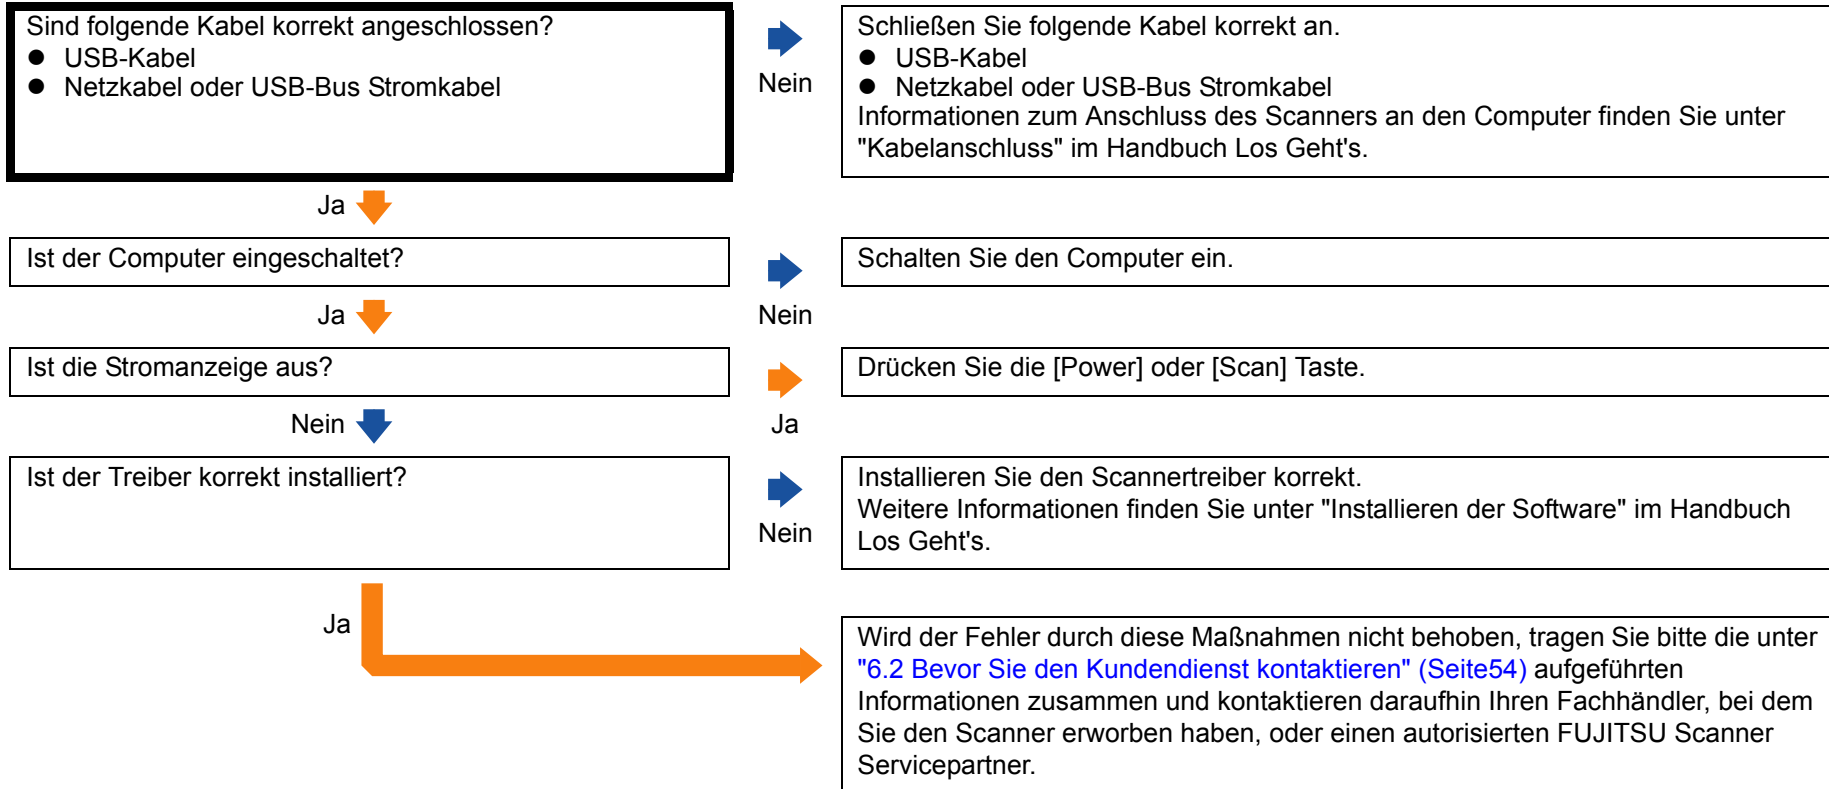 Sind folgende Kabel korrekt angeschlossen?
● USB-Kabel
● Netzkabel oder USB-Bus Stromkabel
Nein
Schließen Sie folgende Kabel korrekt an.
● USB-Kabel
● Netzkabel oder USB-Bus Stromkabel
Informationen zum Anschluss des Scanners an den Computer finden Sie unter
"Kabelanschluss" im Handbuch Los Geht's.
Ja
Ist der Computer eingeschaltet?
Nein
Schalten Sie den Computer ein.
Ja
Ist die Stromanzeige aus?
Ja
Drücken Sie die [Power] oder [Scan] Taste.
Nein
Ist der Treiber korrekt installiert?
Nein
Installieren Sie den Scannertreiber korrekt.
Weitere Informationen finden Sie unter "Installieren der Software" im Handbuch
Los Geht's.
Ja
Wird der Fehler durch diese Maßnahmen nicht behoben, tragen Sie bitte die unter
"6.2 Bevor Sie den Kundendienst kontaktieren" (Seite54) aufgeführten
Informationen zusammen und kontaktieren daraufhin Ihren Fachhändler, bei dem
Sie den Scanner erworben haben, oder einen autorisierten FUJITSU Scanner
Servicepartner.